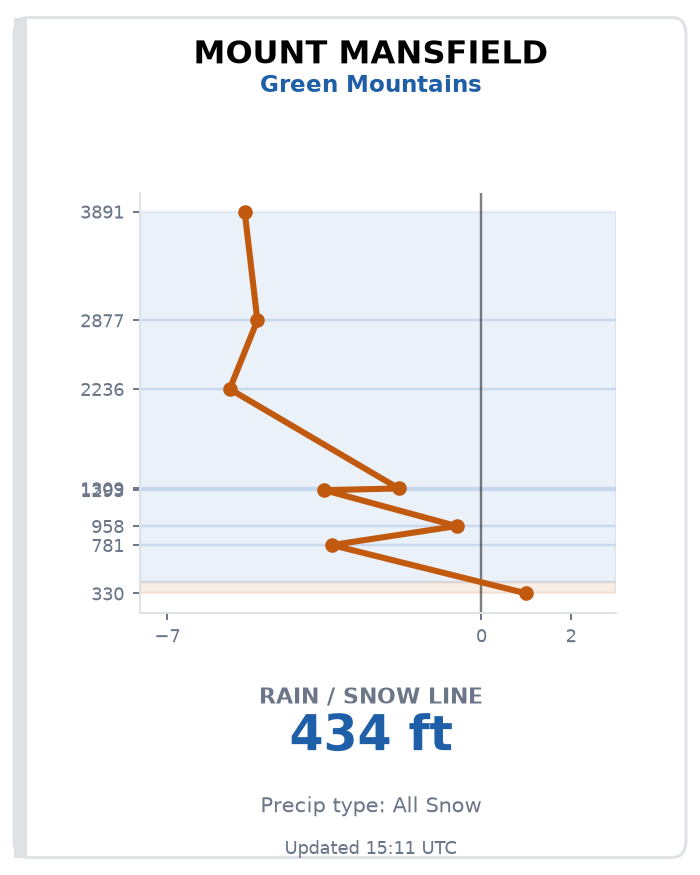 MOUNT MANSFIELD
Green Mountains
3891
2877
2236
958
781
330
−7 0 2
RAIN / SNOW LINE
434 ft
Precip type: All Snow
Updated 15:11 UTC